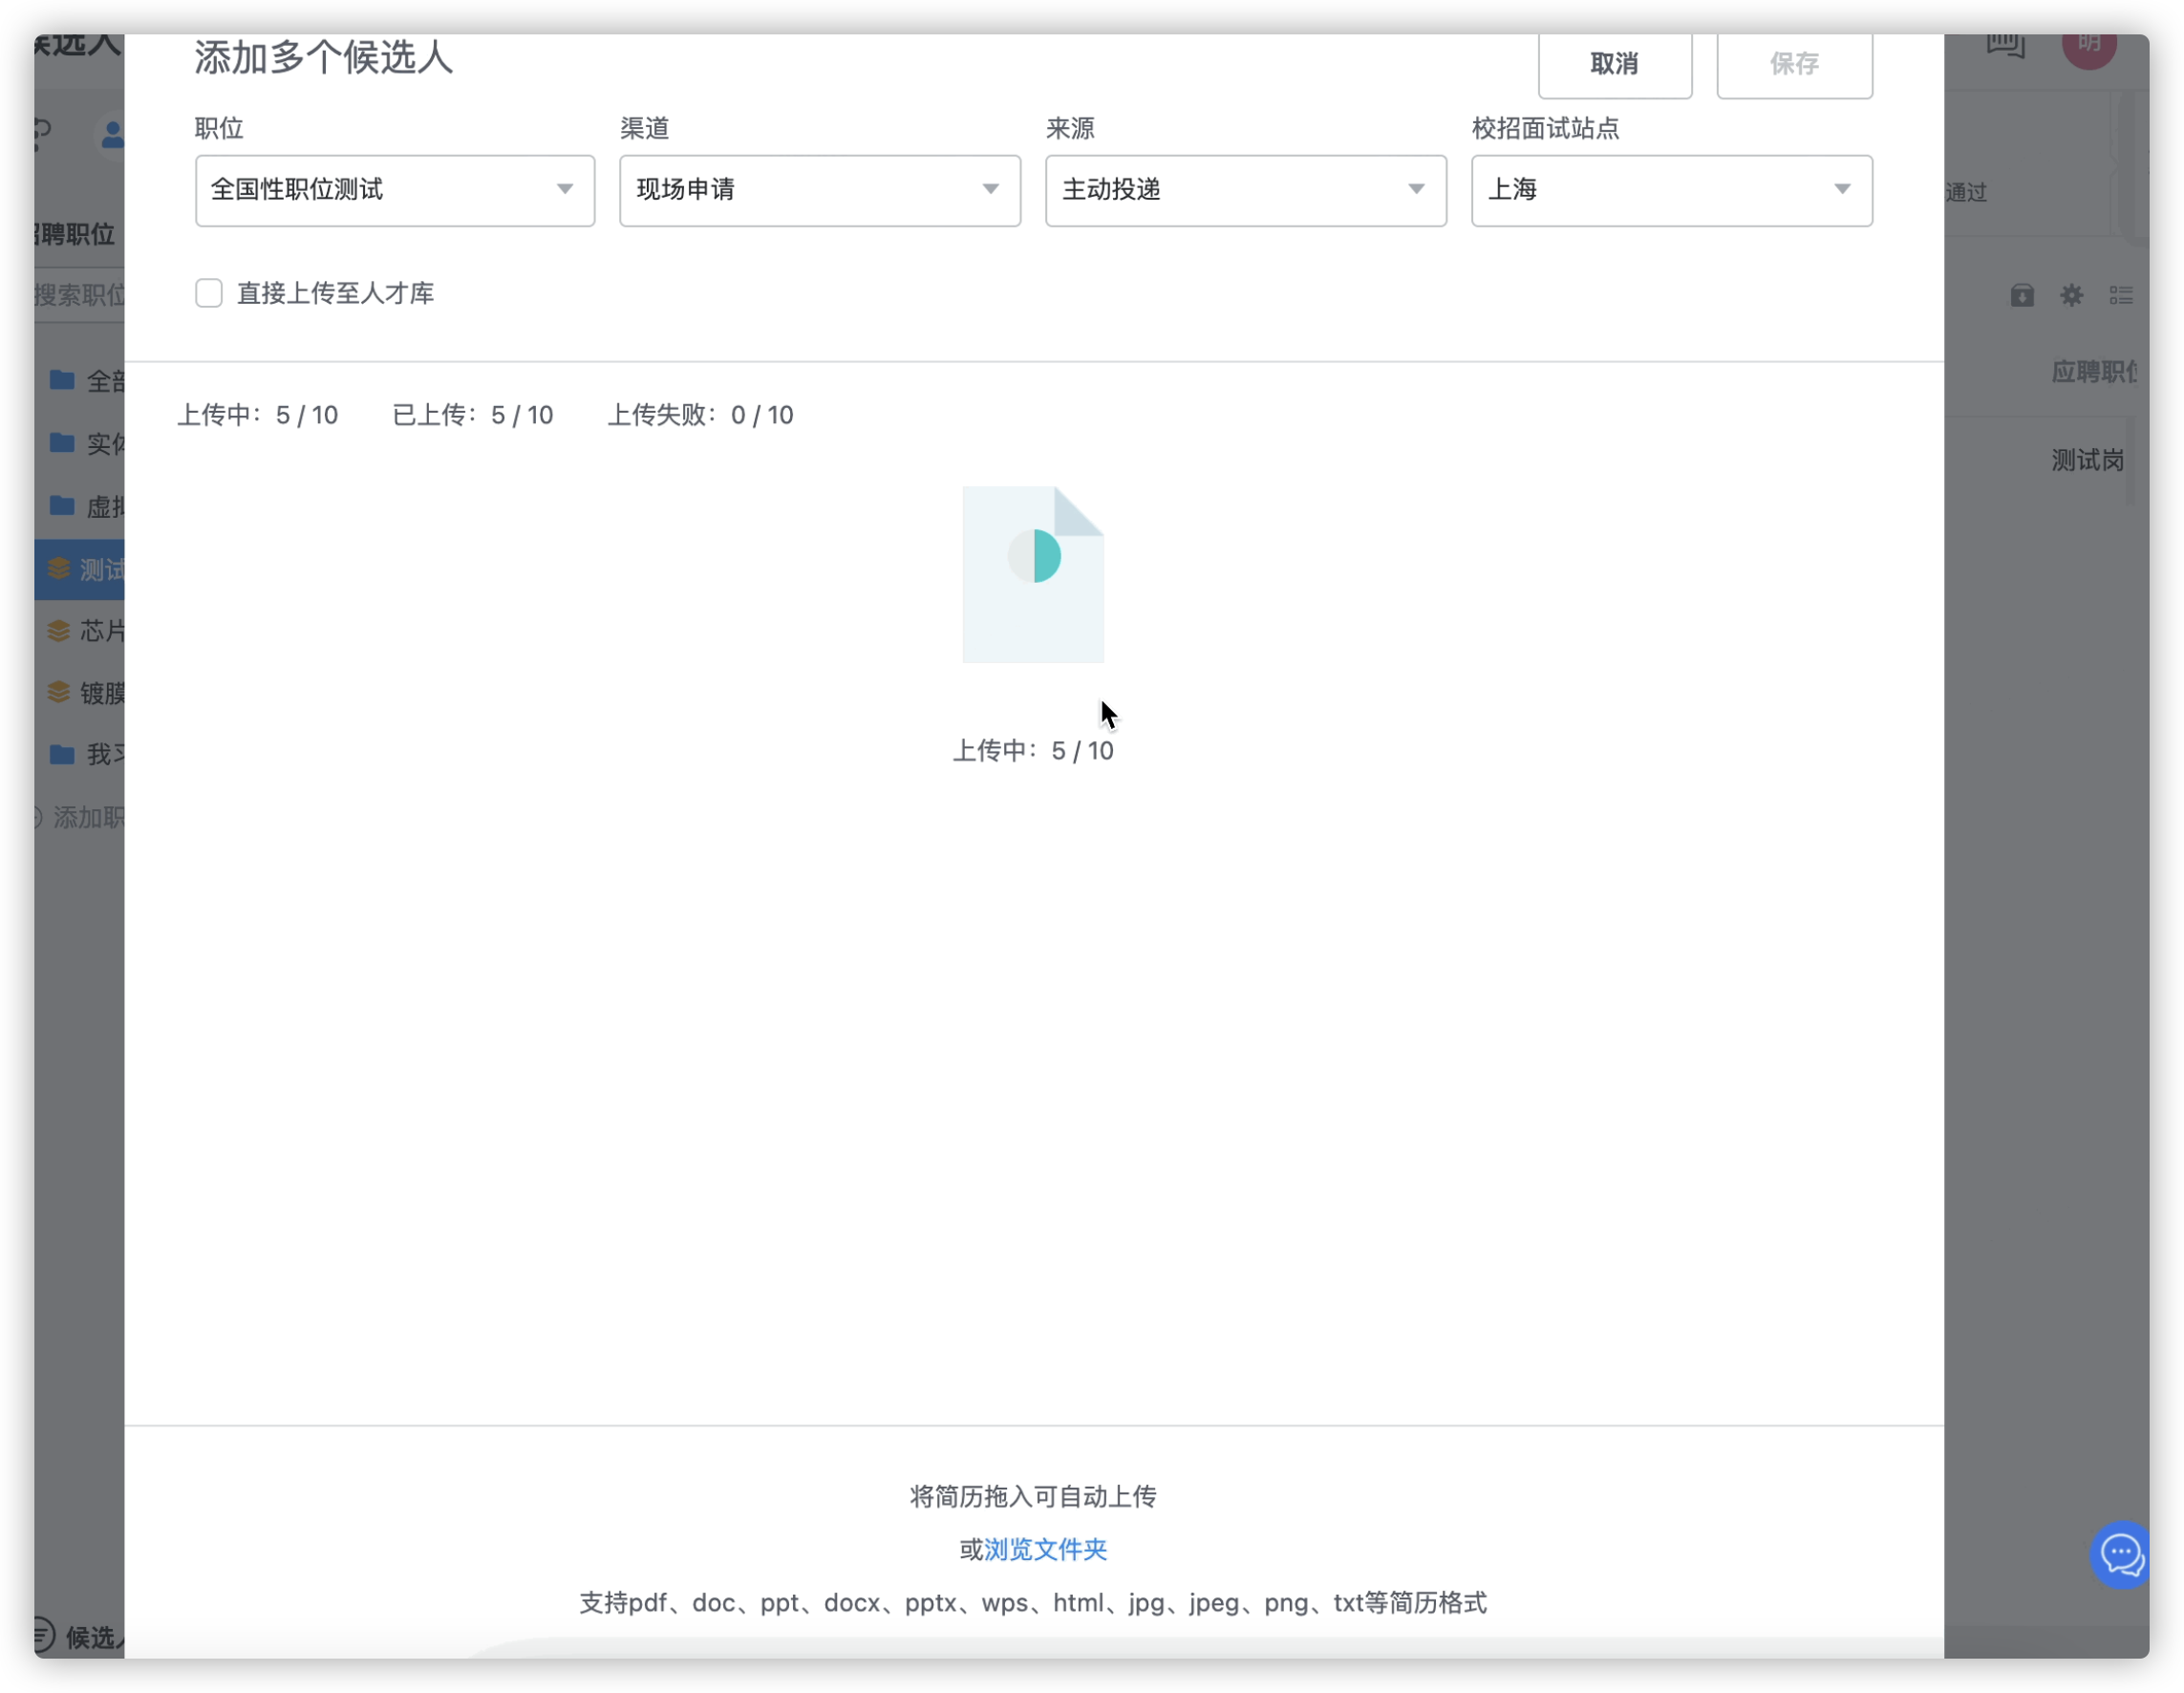 添加多个候选人
取消
保存
明
职位
渠道
来源
校招面试站点
全国性职位测试
现场申请
主动投递
上海
通过
聘职位
直接上传至人才库
搜索职位
应聘职位
全部
上传中：5 / 10
已上传：5 / 10
上传失败：0 / 10
实体
测试岗
虚拟
测试
芯片
镀膜
上传中：5 / 10
我
添加职
将简历拖入可自动上传
或浏览文件夹
支持pdf、doc、ppt、docx、pptx、wps、html、jpg、jpeg、png、txt等简历格式
候选人